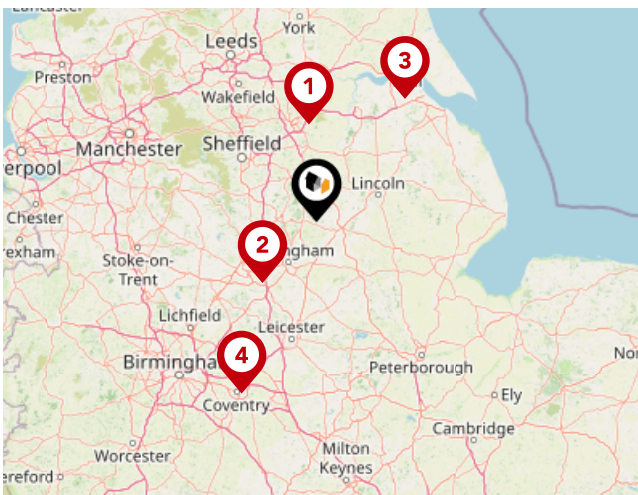 Lancaster
York
Leeds
3
Preston
1
Wakefield
Manchester
Sheffield
erpool
Lincoln
Chester
2
rexham
Stoke-on-
Trent
ngham
Lichfield
Leicester
Birmingha
4
Peterborough
Nor
Coventry
Ely
Cambridge
Worcester
Milton
Keynes
ereford